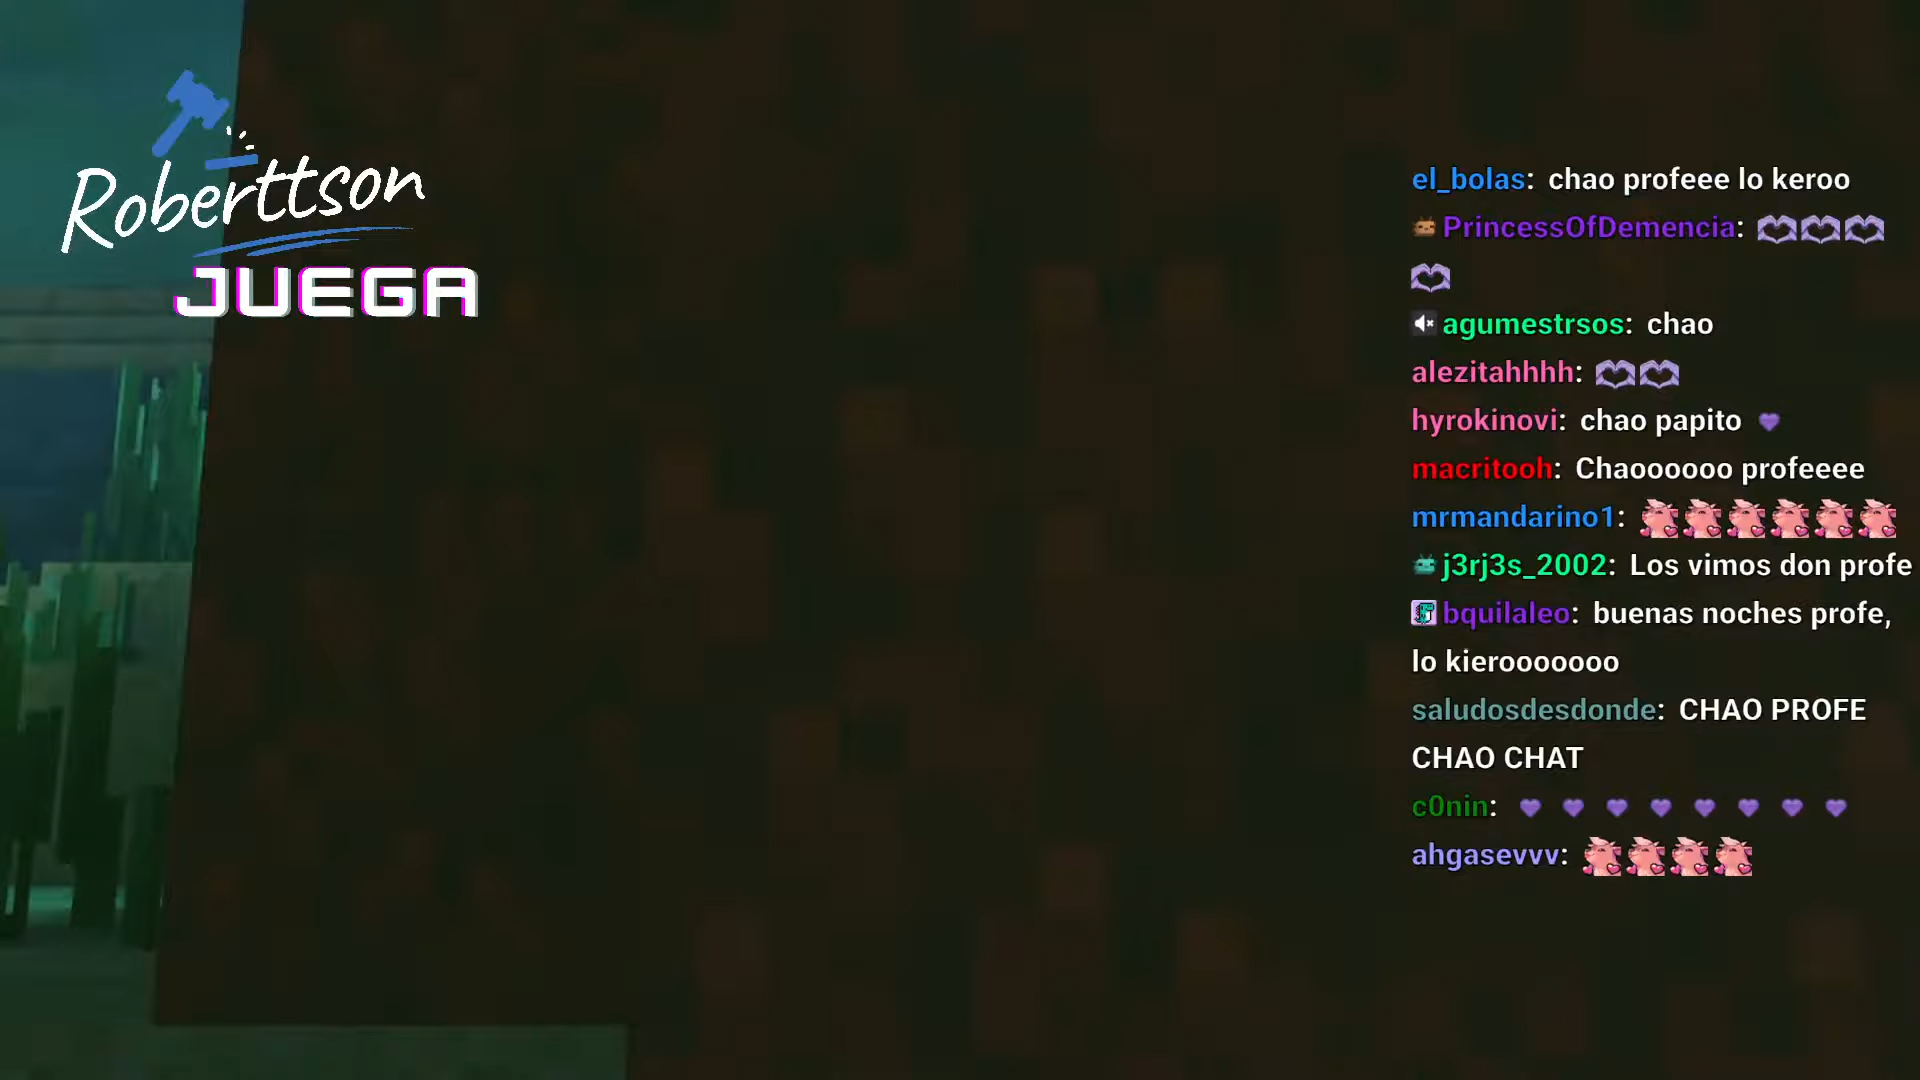 Roberttson
JUEGA
el_bolas: chao profeee lo keroo
PrincessOfDemencia:
agumestrsos: chao
alezitahhhh:
hyrokinovi: chao papito 💜
macritooh: Chaoooooo profeeee
mrmandarino1:
j3rj3s_2002: Los vimos don profe
bquilaleo: buenas noches profe,
lo kierooooooo
saludosdesdonde: CHAO PROFE
CHAO CHAT
c0nin: 💜 💜 💜 💜 💜 💜 💜 💜
ahgasevvv: